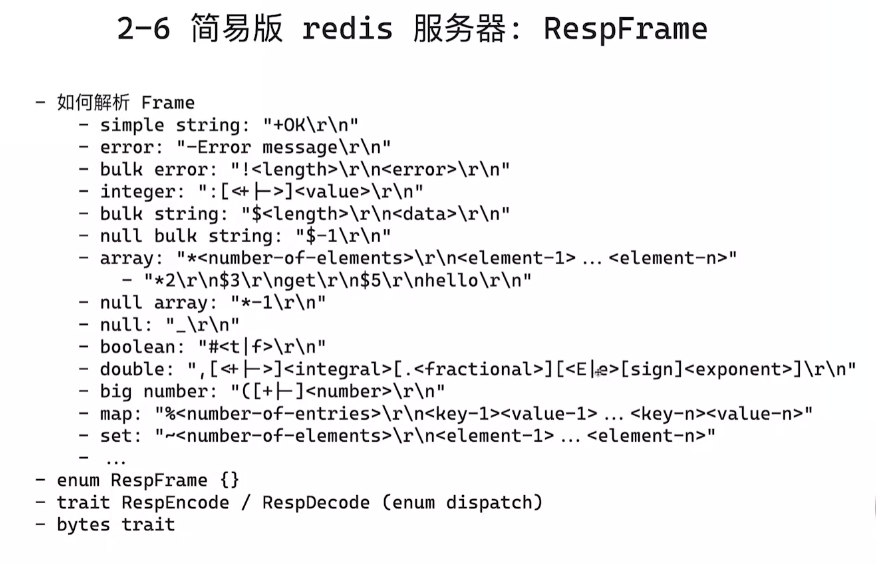 2-6 简易版 redis 服务器: RespFrame
- 如何解析 Frame
- simple string: "+OK\r\n"
- error: "-Error message\r\n"
- bulk error: "!<length>\r\n<error>\r\n"
- integer: ":[<+|->]<value>\r\n"
- bulk string: "$<length>\r\n<data>\r\n"
- null bulk string: "$-1\r\n"
- array: "*<number-of-elements>\r\n<element-1>...<element-n>"
- "*2\r\n$3\r\nget\r\n$5\r\nhello\r\n"
- null array: "*-1\r\n"
- null: "_\r\n"
- boolean: "#<t|f>\r\n"
- double: ",[<+|->]<integral>[.<fractional>][<E|e>[sign]<exponent>]\r\n"
- big number: "([+|-]<number>\r\n"
- map: "%<number-of-entries>\r\n<key-1><value-1>...<key-n><value-n>"
- set: "~<number-of-elements>\r\n<element-1>...<element-n>"
- ...
- enum RespFrame {}
- trait RespEncode / RespDecode (enum dispatch)
- bytes trait